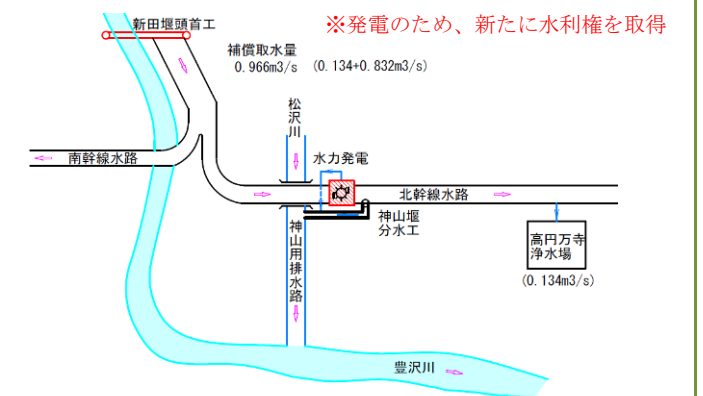 ※発電のため、新たに水利権を取得
新田堰頭首工
補償取水量
0.966m3/s (0.134+0.832m3/s)
松沢川
水力発電
南幹線水路
北幹線水路
神山堰
分水工
神山用排水路
高円万寺
浄水場
(0.134m3/s)
豊沢川